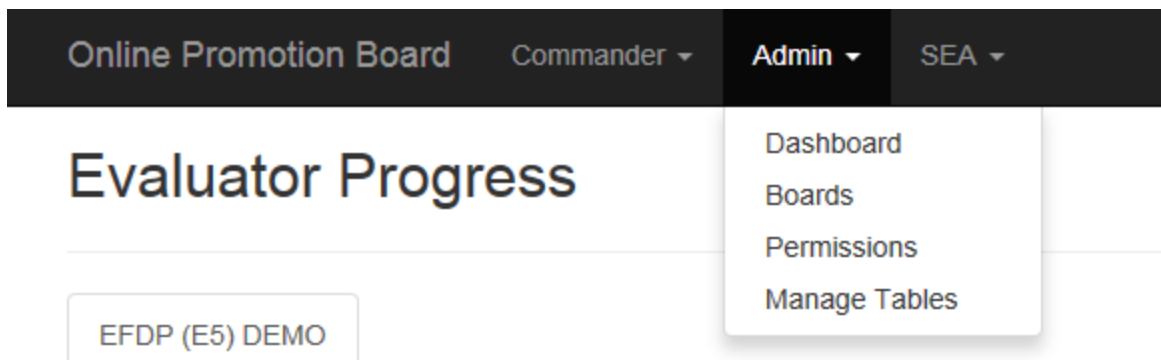 Online Promotion Board Commander Admin SEA
Dashboard
Evaluator Progress
Boards
Permissions
Manage Tables
EFDP (E5) DEMO